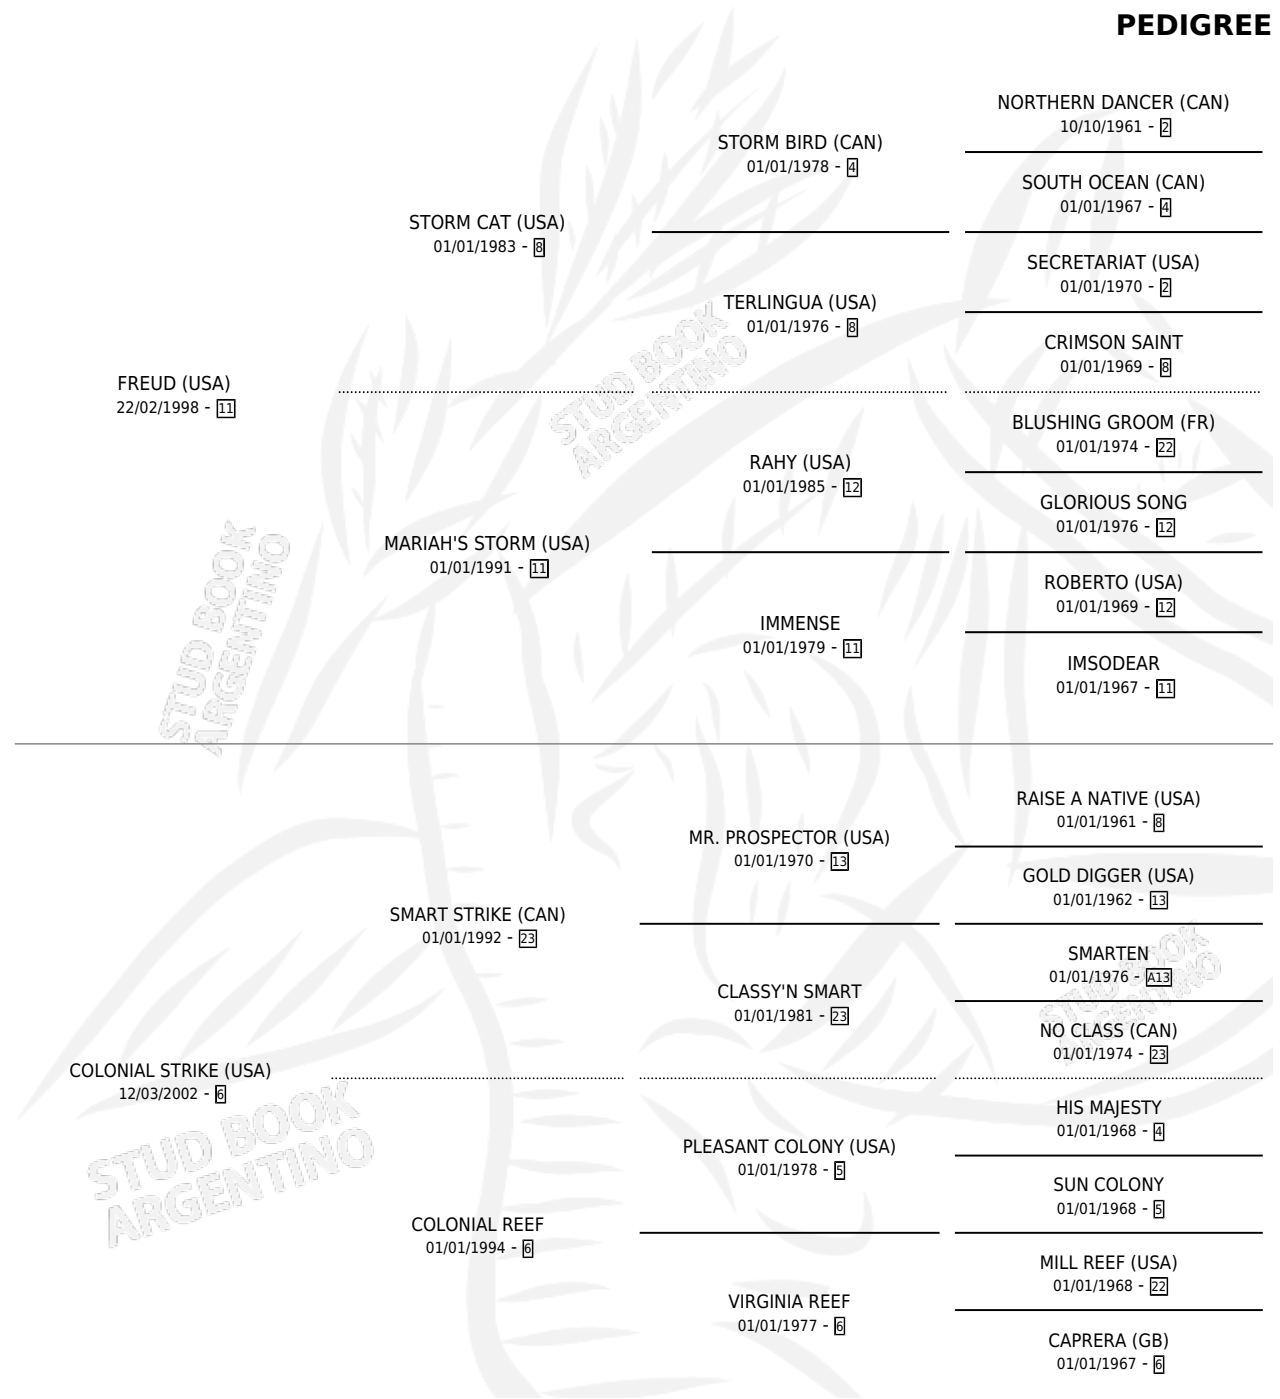 PEDIGREE
NORTHERN DANCER (CAN)
10/10/1961 - 2
STORM BIRD (CAN)
01/01/1978 - 4
SOUTH OCEAN (CAN)
01/01/1967 - 4
STORM CAT (USA)
01/01/1983 - 8
SECRETARIAT (USA)
01/01/1970 - 2
TERLINGUA (USA)
01/01/1976 - 8
CRIMSON SAINT
01/01/1969 - 8
FREUD (USA)
22/02/1998 - 11
BLUSHING GROOM (FR)
01/01/1974 - 22
RAHY (USA)
01/01/1985 - 12
GLORIOUS SONG
01/01/1976 - 12
MARIAH'S STORM (USA)
01/01/1991 - 11
ROBERTO (USA)
01/01/1969 - 12
IMMENSE
01/01/1979 - 11
IMSODEAR
01/01/1967 - 11
RAISE A NATIVE (USA)
01/01/1961 - 8
MR. PROSPECTOR (USA)
01/01/1970 - 13
GOLD DIGGER (USA)
01/01/1962 - 13
SMART STRIKE (CAN)
01/01/1992 - 23
SMARTEN
01/01/1976 - A13
CLASSY'N SMART
01/01/1981 - 23
NO CLASS (CAN)
01/01/1974 - 23
COLONIAL STRIKE (USA)
12/03/2002 - 6
HIS MAJESTY
01/01/1968 - 4
PLEASANT COLONY (USA)
01/01/1978 - 5
SUN COLONY
01/01/1968 - 5
COLONIAL REEF
01/01/1994 - 6
MILL REEF (USA)
01/01/1968 - 22
VIRGINIA REEF
01/01/1977 - 6
CAPRERA (GB)
01/01/1967 - 6
STUD BOOK
ARGENTINO
STUD BOOK
ARGENTINO
STUD BOOK
ARGENTINO
STUD BOOK
ARGENTINO